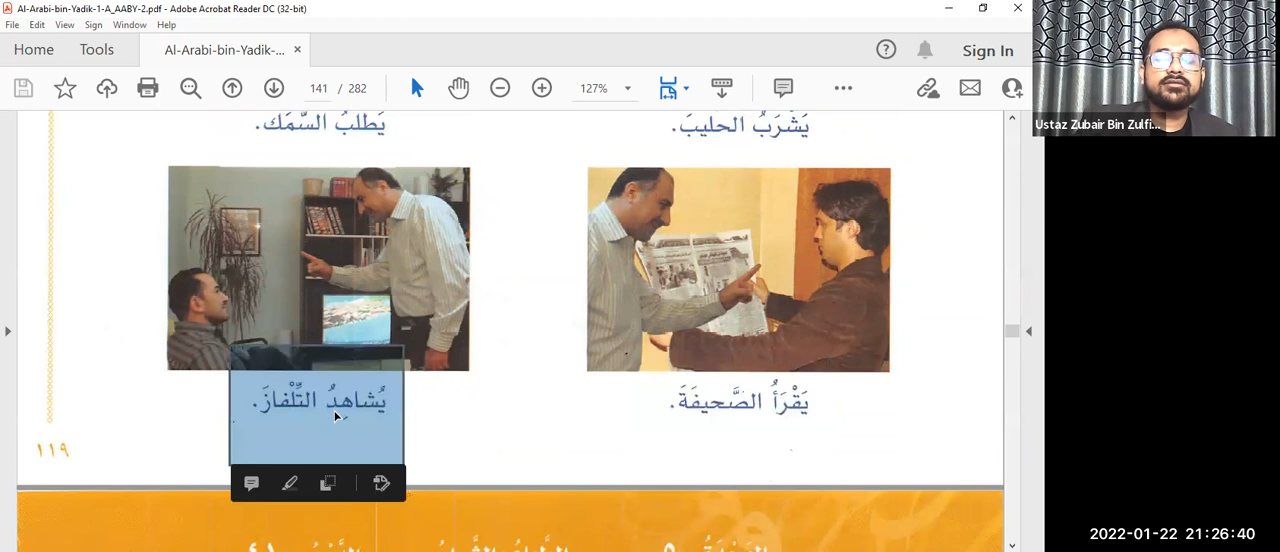 Al-Arabi-bin-Yadik-1-A_AABY-2.pdf - Adobe Acrobat Reader DC (32-bit)
File Edit View Sign Window Help
Home Tools Al-Arabi-bin-Yadik-... × Sign In
141 / 282 127%
Ustaz Zubair Bin Zulfi...
يَشْرَبُ الحليبَ.
يَطْلُبُ السَّمَكَ.
يَقْرَأُ الصَّحيفَةَ.
يُشاهِدُ التِّلْفازَ.
١١٩
2022-01-22 21:26:40